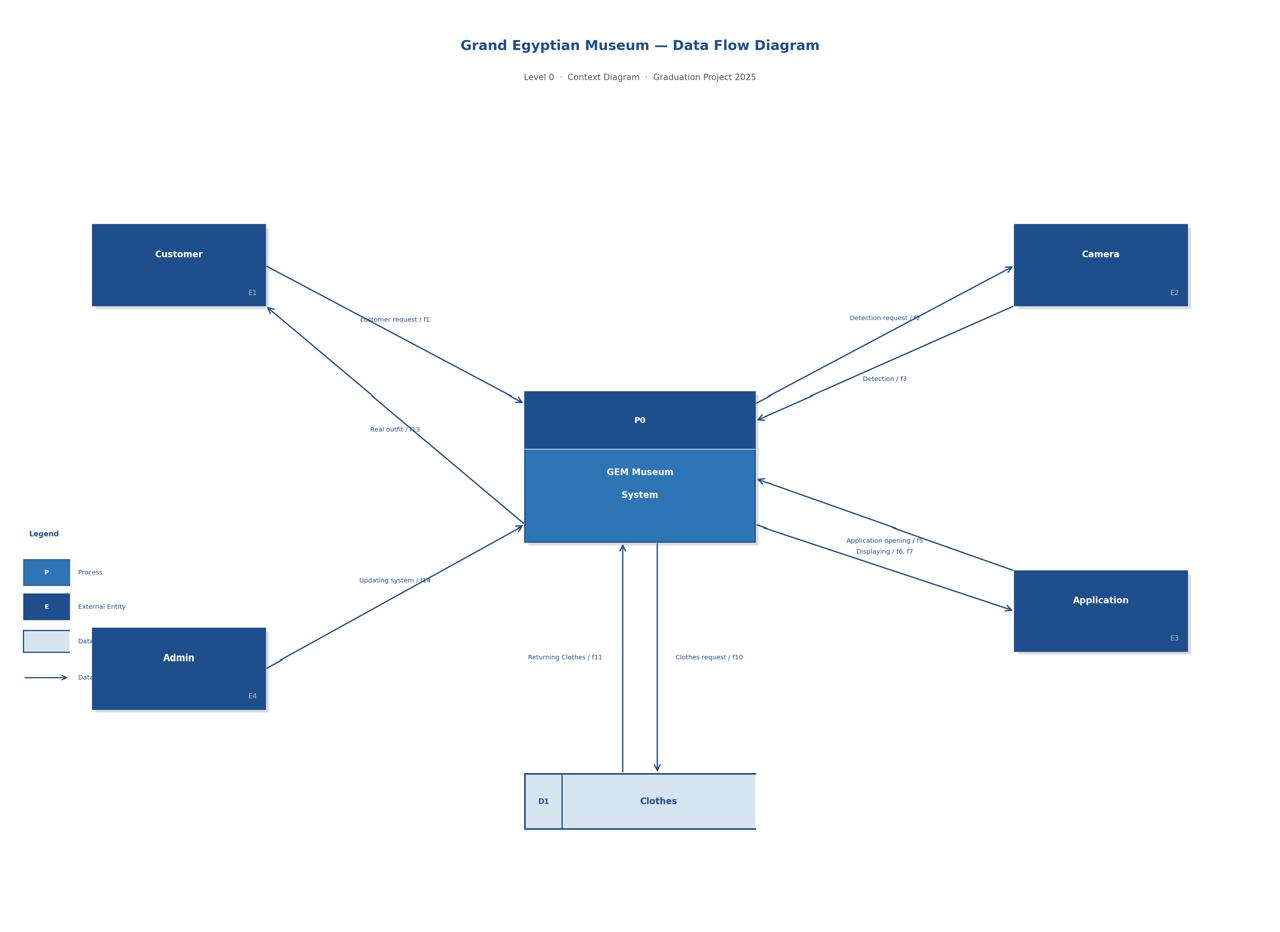 Grand Egyptian Museum — Data Flow Diagram
Level 0 · Context Diagram · Graduation Project 2025
Customer
E1
Camera
E2
customer request / f1
Detection request / f2
Detection / f3
P0
Real outfit / f13
GEM Museum
System
Legend
P
Process
E
External Entity
Data
Data
Application opening / f5
Displaying / f6, f7
Updating system / f14
Application
E3
Admin
E4
Returning Clothes / f11
Clothes request / f10
D1
Clothes